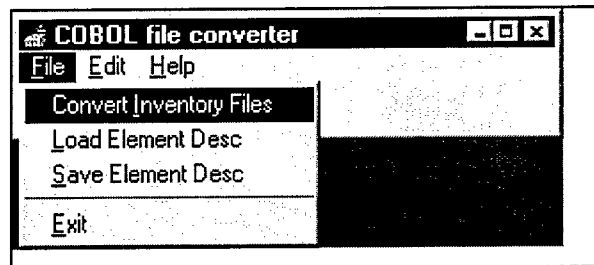 COBOL file converter
File Edit Help
Convert Inventory Files
Load Element Desc
Save Element Desc
Exit